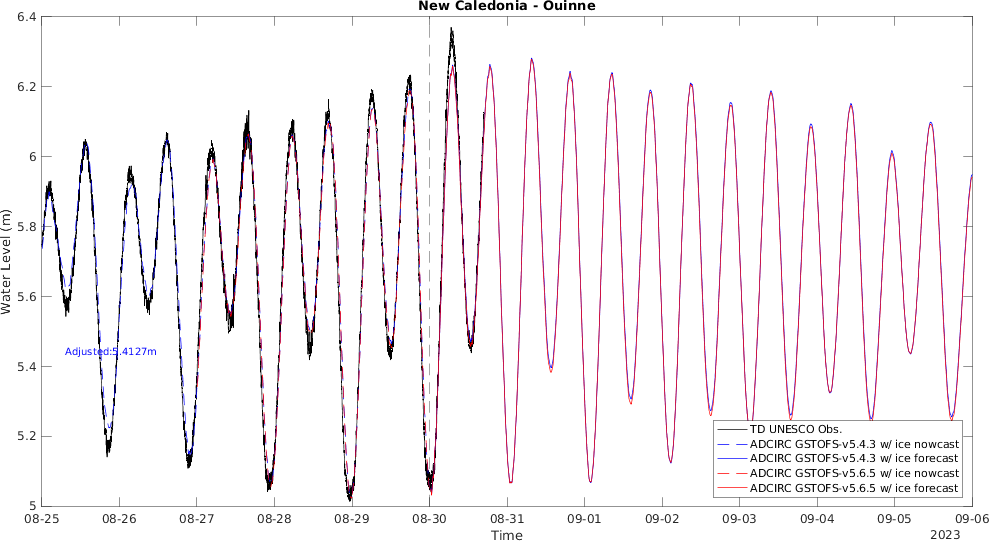 New Caledonia - Ouinne
6.4
6.2
6
5.8
5.6
5.4
5.2
5
Water Level (m)
Adjusted:5.4127m
TD UNESCO Obs.
ADCIRC GSTOFS-v5.4.3 w/ ice nowcast
ADCIRC GSTOFS-v5.4.3 w/ ice forecast
ADCIRC GSTOFS-v5.6.5 w/ ice nowcast
ADCIRC GSTOFS-v5.6.5 w/ ice forecast
08-25 08-26 08-27 08-28 08-29 08-30 08-31 09-01 09-02 09-03 09-04 09-05 09-06
Time
2023